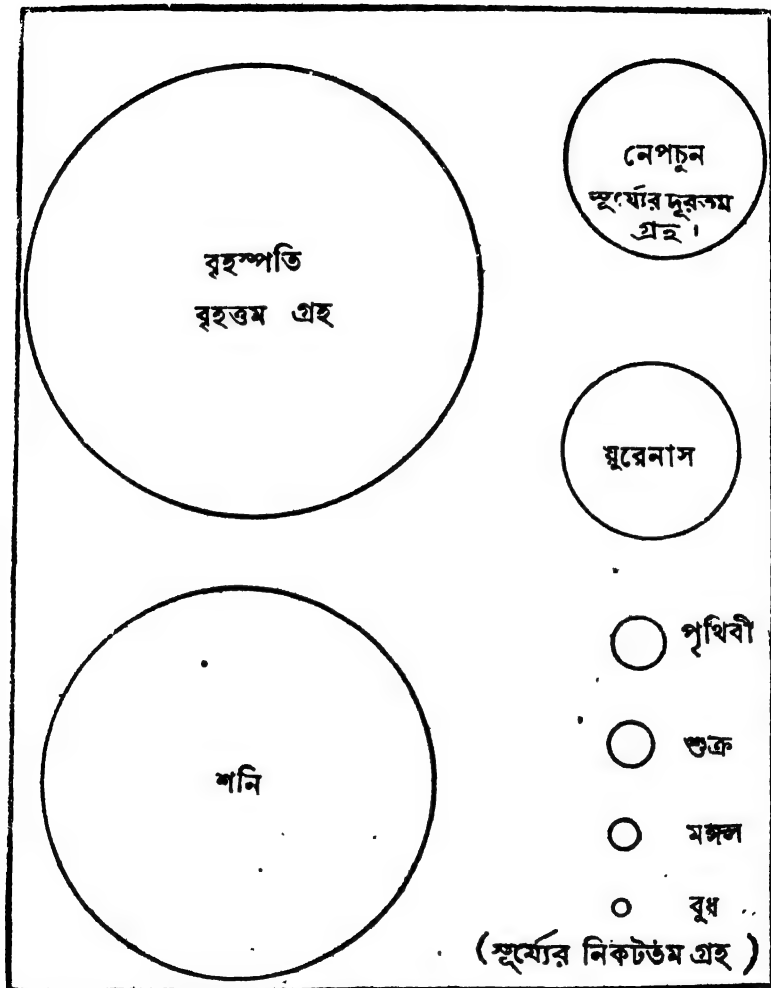 বৃহস্পতি
বৃহত্তম গ্রহ
নেপচুন
সূর্য্যের দূরতম
গ্রহ।
য়ুরেনাস
শনি
পৃথিবী
শুক্র
মঙ্গল
বুধ
(সূর্য্যের নিকটতম গ্রহ)